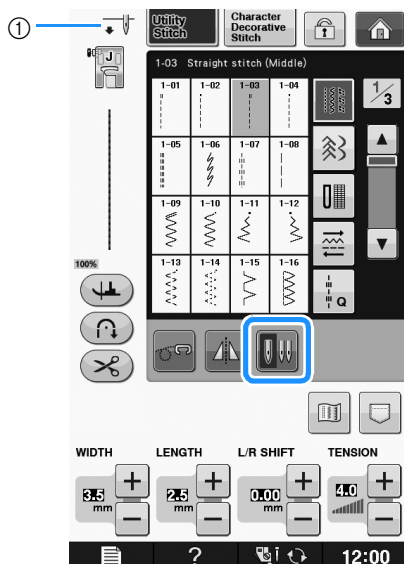 ①
Utility Stitch
Character Decorative Stitch
J
1-03 Straight stitch (Middle)
1/3
1-01 1-02 1-03 1-04
1-05 1-06 1-07 1-08
1-09 1-10 1-11 1-12
1-13 1-14 1-15 1-16
Q
100%
WIDTH LENGTH L/R SHIFT TENSION
3.5 mm 2.5 mm 0.00 mm 4.0
+ + + +
− − − −
? 12:00